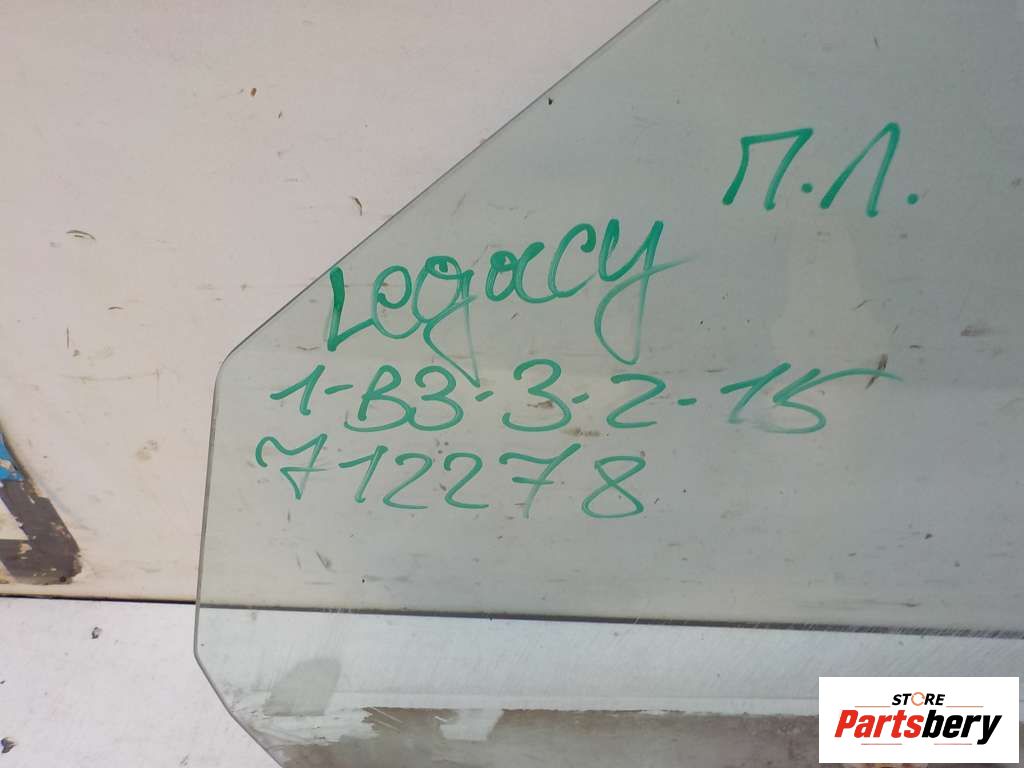 П.Л.
Legacy
1-B3-3-2-15
712278
STORE
Partsbery